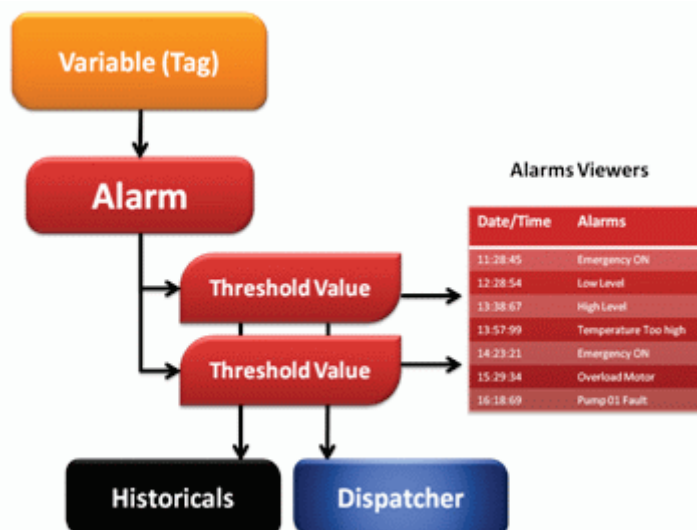 Variable (Tag)
Alarm
Alarms Viewers
Date/Time Alarms
11:28:45 Emergency ON
12:28:54 Low Level
13:38:67 High Level
13:57:99 Temperature Too high
14:23:21 Emergency ON
15:29:34 Overload Motor
16:18:69 Pump 01 Fault
Threshold Value
Threshold Value
Historicals
Dispatcher